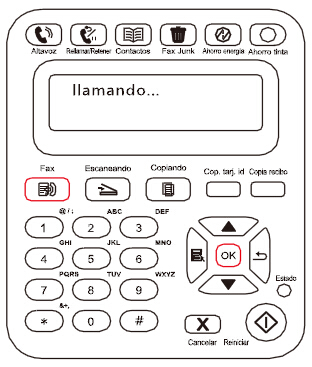 Altavoz Rellamar/Retener Contactos Fax Junk Ahorro energía Ahorro tinta
llamando...
Fax Escaneando Copiando Cop. tarj. id Copia recibo
@/: ABC DEF
1 2 3
GHI JKL MNO
4 5 6 OK
PQRS TUV WXYZ
7 8 9 Estado
&+,
* 0 # X
Cancelar Reiniciar